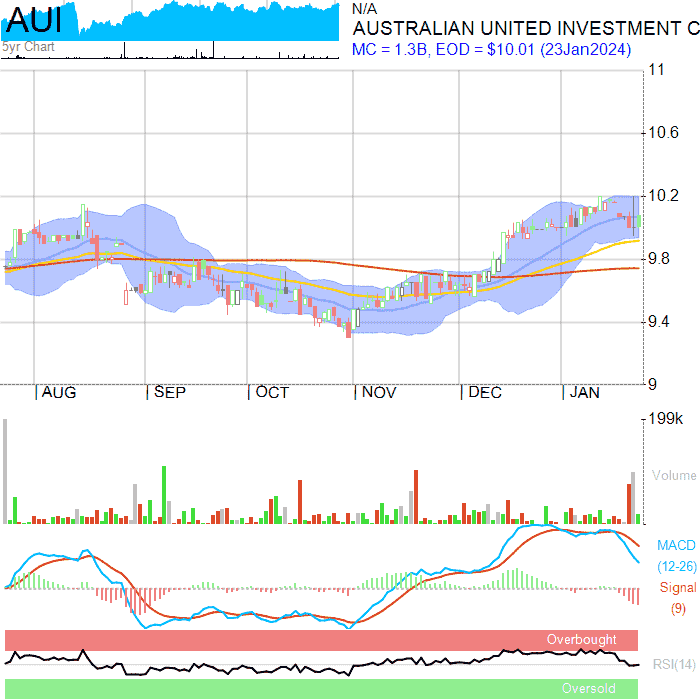 AUI
N/A
AUSTRALIAN UNITED INVESTMENT C
5yr Chart
MC = 1.3B, EOD = $10.01 (23Jan2024)
11
10.6
10.2
9.8
9.4
9
| AUG | SEP | OCT | NOV | DEC | JAN
199k
Volume
MACD
(12-26)
Signal
(9)
Overbought
RSI(14)
Oversold